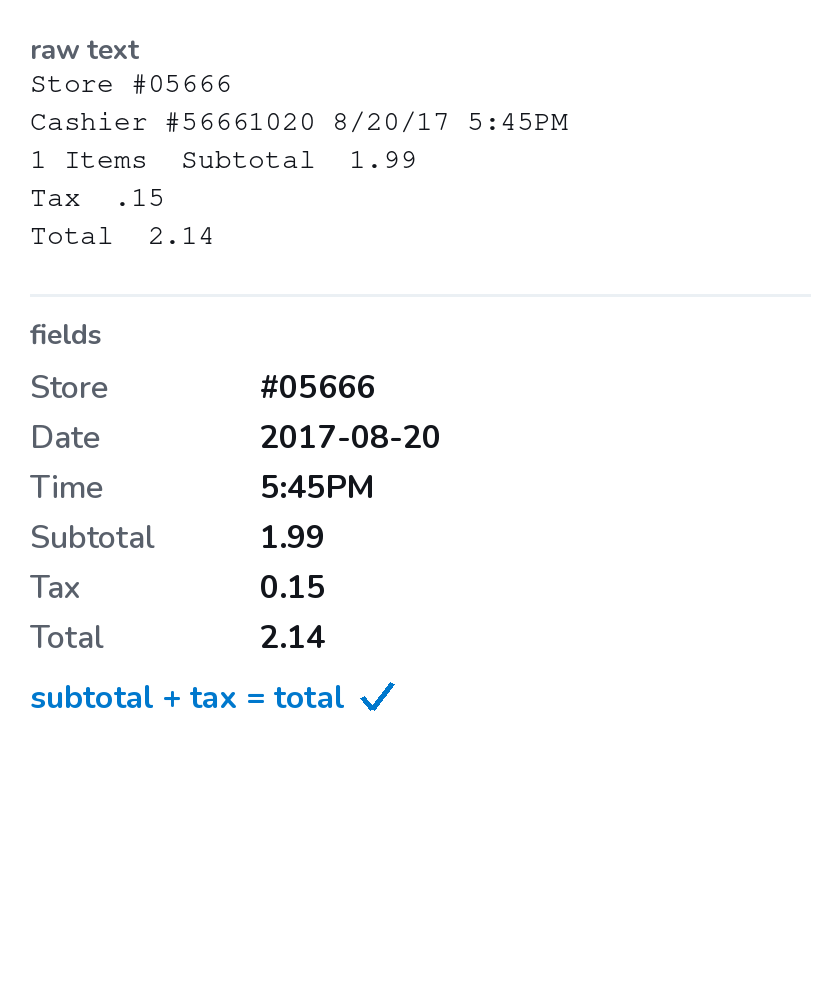 raw text
Store #05666
Cashier #56661020 8/20/17 5:45PM
1 Items  Subtotal  1.99
Tax  .15
Total  2.14
fields
Store #05666
Date 2017-08-20
Time 5:45PM
Subtotal 1.99
Tax 0.15
Total 2.14
subtotal + tax = total ✓